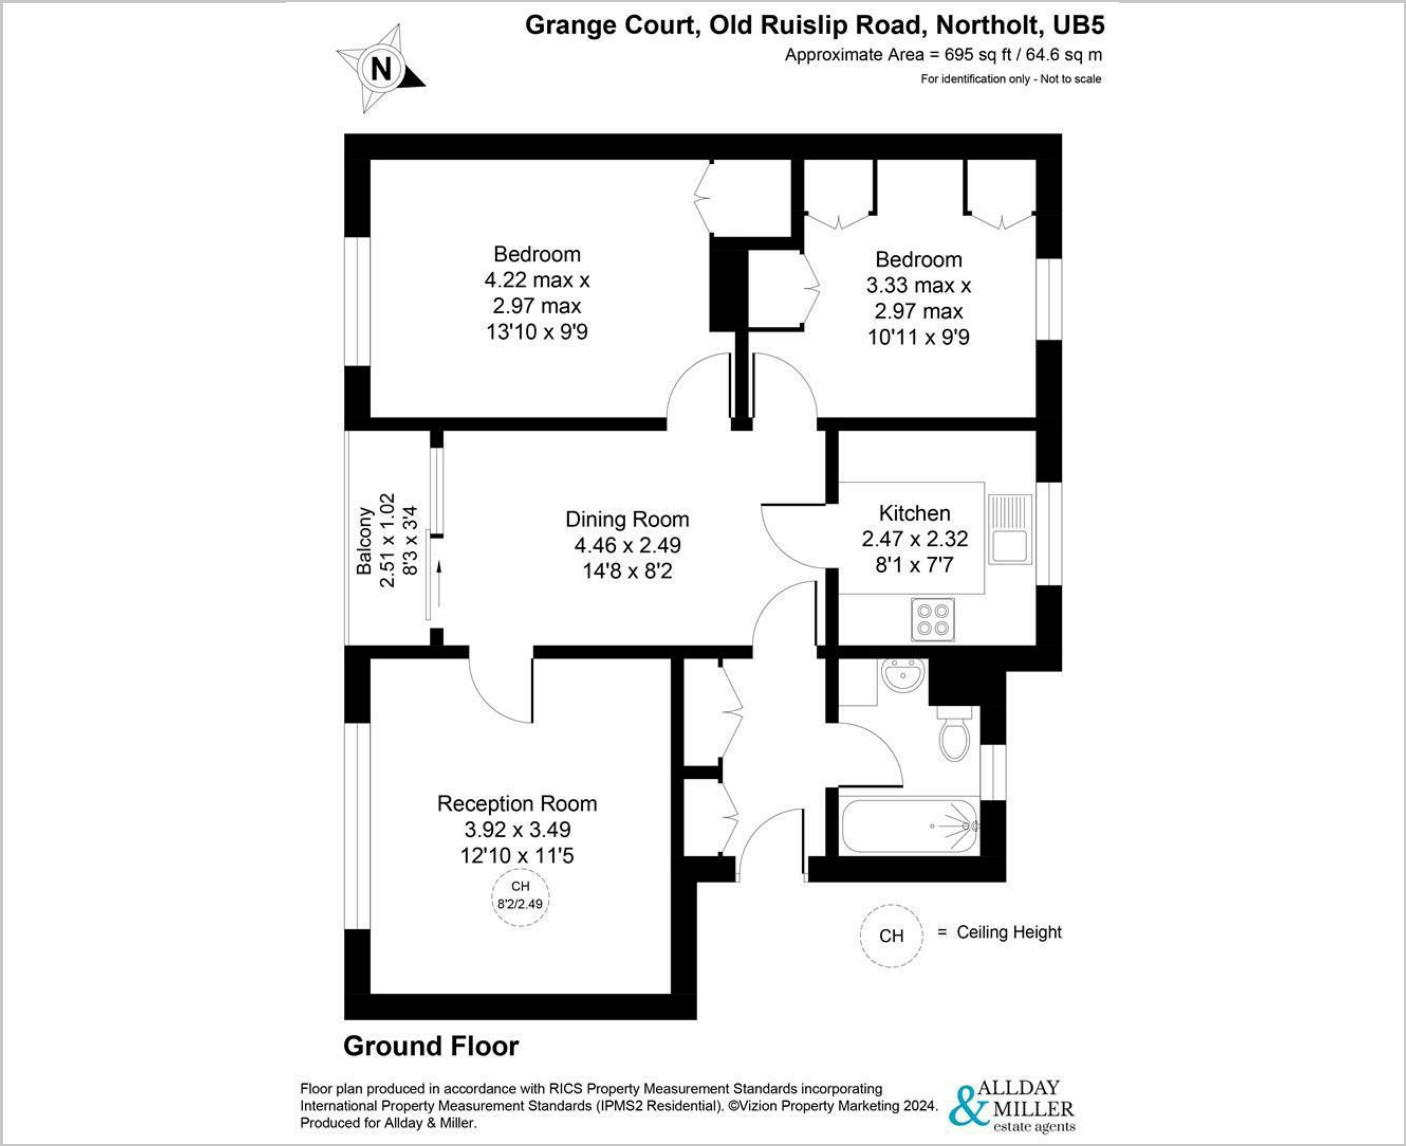 Grange Court, Old Ruislip Road, Northolt, UB5
Approximate Area = 695 sq ft / 64.6 sq m
For identification only - Not to scale
N
Bedroom
4.22 max x
2.97 max
13'10 x 9'9
Bedroom
3.33 max x
2.97 max
10'11 x 9'9
Balcony
2.51 x 1.02
8'3 x 3'4
Dining Room
4.46 x 2.49
14'8 x 8'2
Kitchen
2.47 x 2.32
8'1 x 7'7
Reception Room
3.92 x 3.49
12'10 x 11'5
CH
8'2/2.49
CH
= Ceiling Height
Ground Floor
Floor plan produced in accordance with RICS Property Measurement Standards incorporating
International Property Measurement Standards (IPMS2 Residential). ©Vizion Property Marketing 2024.
Produced for Allday & Miller.
ALLDAY
& MILLER
estate agents